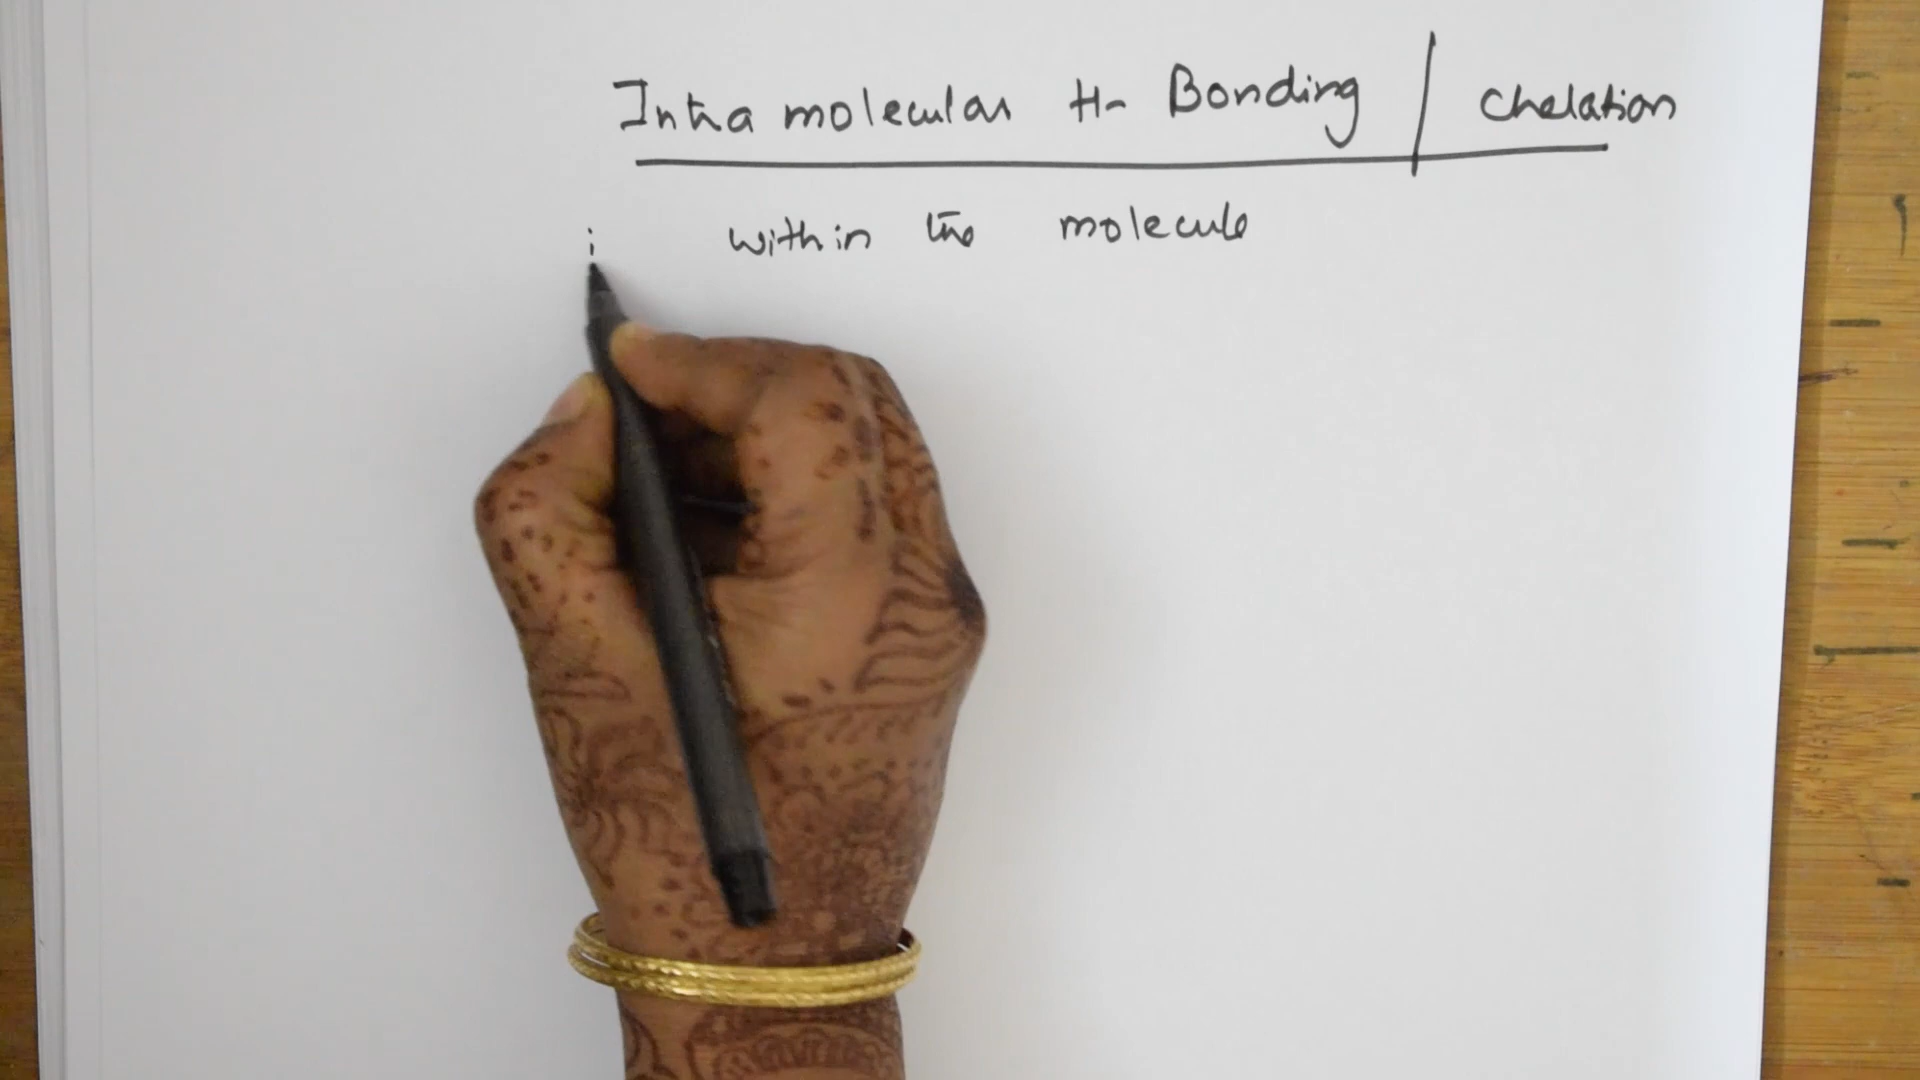 Intra molecular H- Bonding / Chelation
i within the molecule